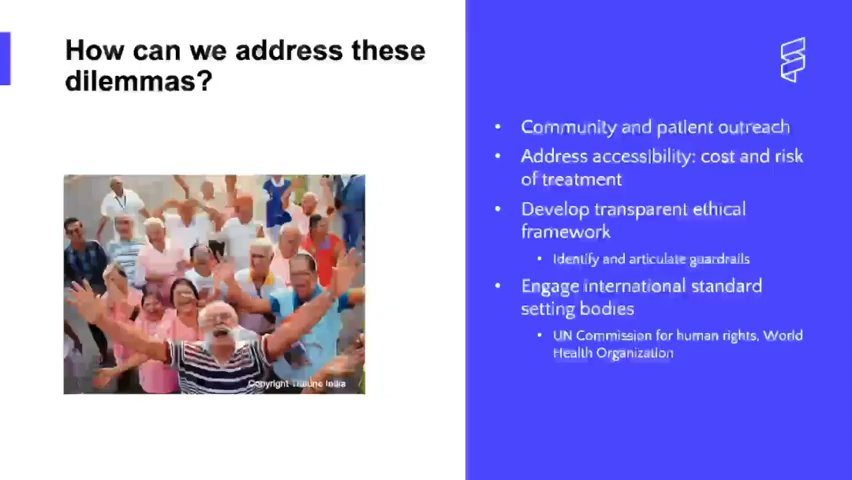 How can we address these
dilemmas?
• Community and patient outreach
• Address accessibility: cost and risk
of treatment
• Develop transparent ethical
framework
• Identify and articulate guardrails
• Engage international standard
setting bodies
• UN Commission for human rights, World
Health Organization
Copyright